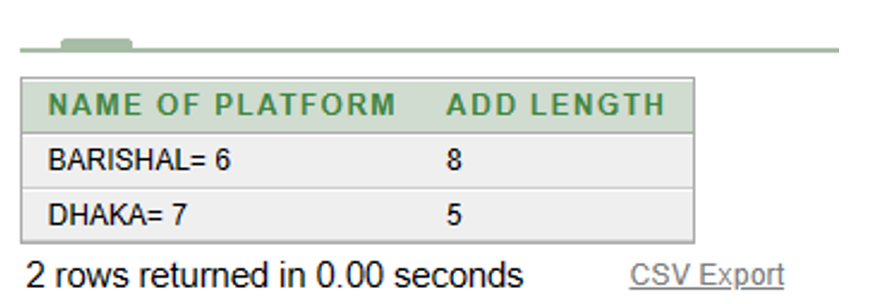 NAME OF PLATFORM ADD LENGTH
BARISHAL= 6 8
DHAKA= 7 5
2 rows returned in 0.00 seconds CSV Export